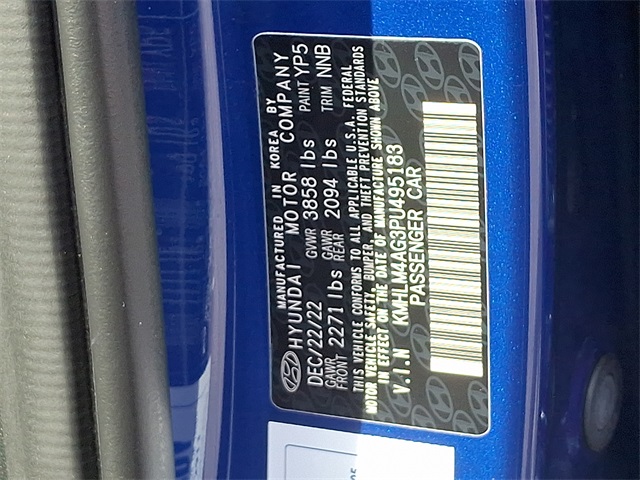 MANUFACTURED IN KOREA BY
HYUNDAI MOTOR COMPANY
DEC/22/22 GVWR 3858 lbs PAINT YP5
GAWR FRONT 2271 lbs GAWR REAR 2094 lbs TRIM NNB
THIS VEHICLE CONFORMS TO ALL APPLICABLE U.S.A. FEDERAL
MOTOR VEHICLE SAFETY, BUMPER, AND THEFT PREVENTION STANDARDS
IN EFFECT ON THE DATE OF MANUFACTURE SHOWN ABOVE
V.I.N KMHLM4AG3PU495183
PASSENGER CAR